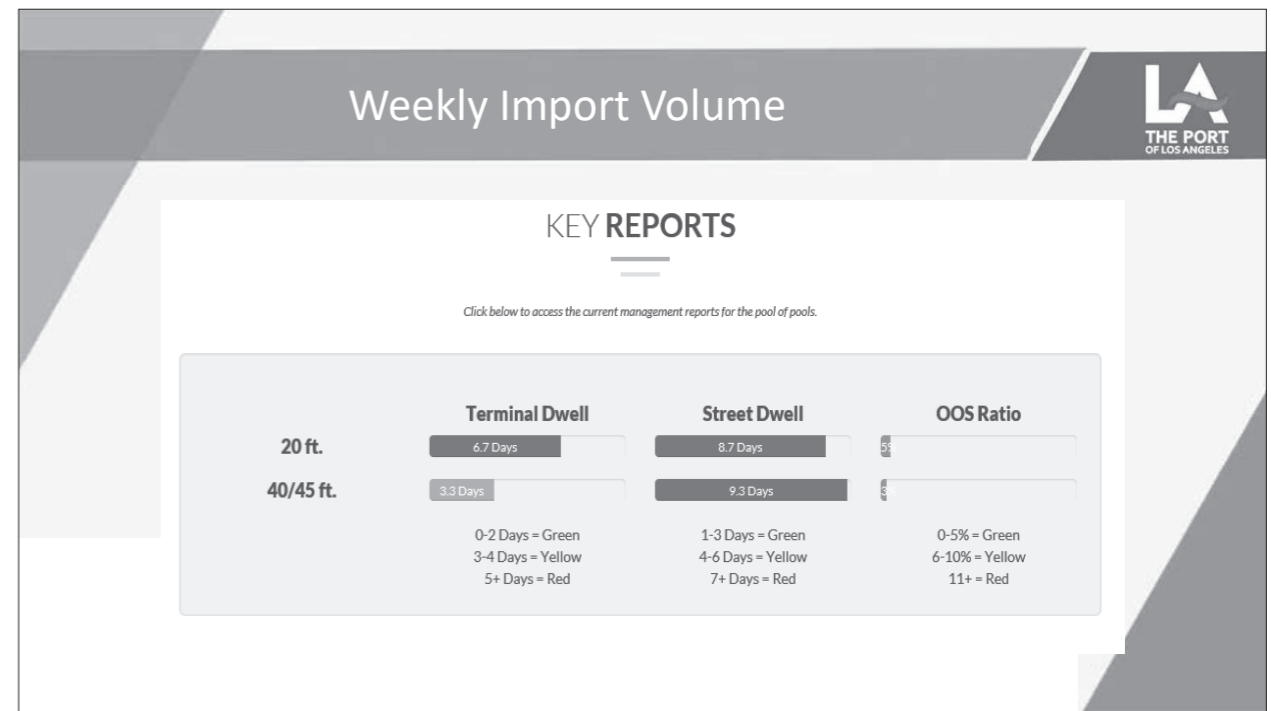 Weekly Import Volume
LA
THE PORT
OF LOS ANGELES
KEY REPORTS
Click below to access the current management reports for the pool of pools.
Terminal Dwell Street Dwell OOS Ratio
20 ft. 6.7 Days 8.7 Days 5%
40/45 ft. 3.3 Days 9.3 Days
0-2 Days = Green 1-3 Days = Green 0-5% = Green
3-4 Days = Yellow 4-6 Days = Yellow 6-10% = Yellow
5+ Days = Red 7+ Days = Red 11+ = Red